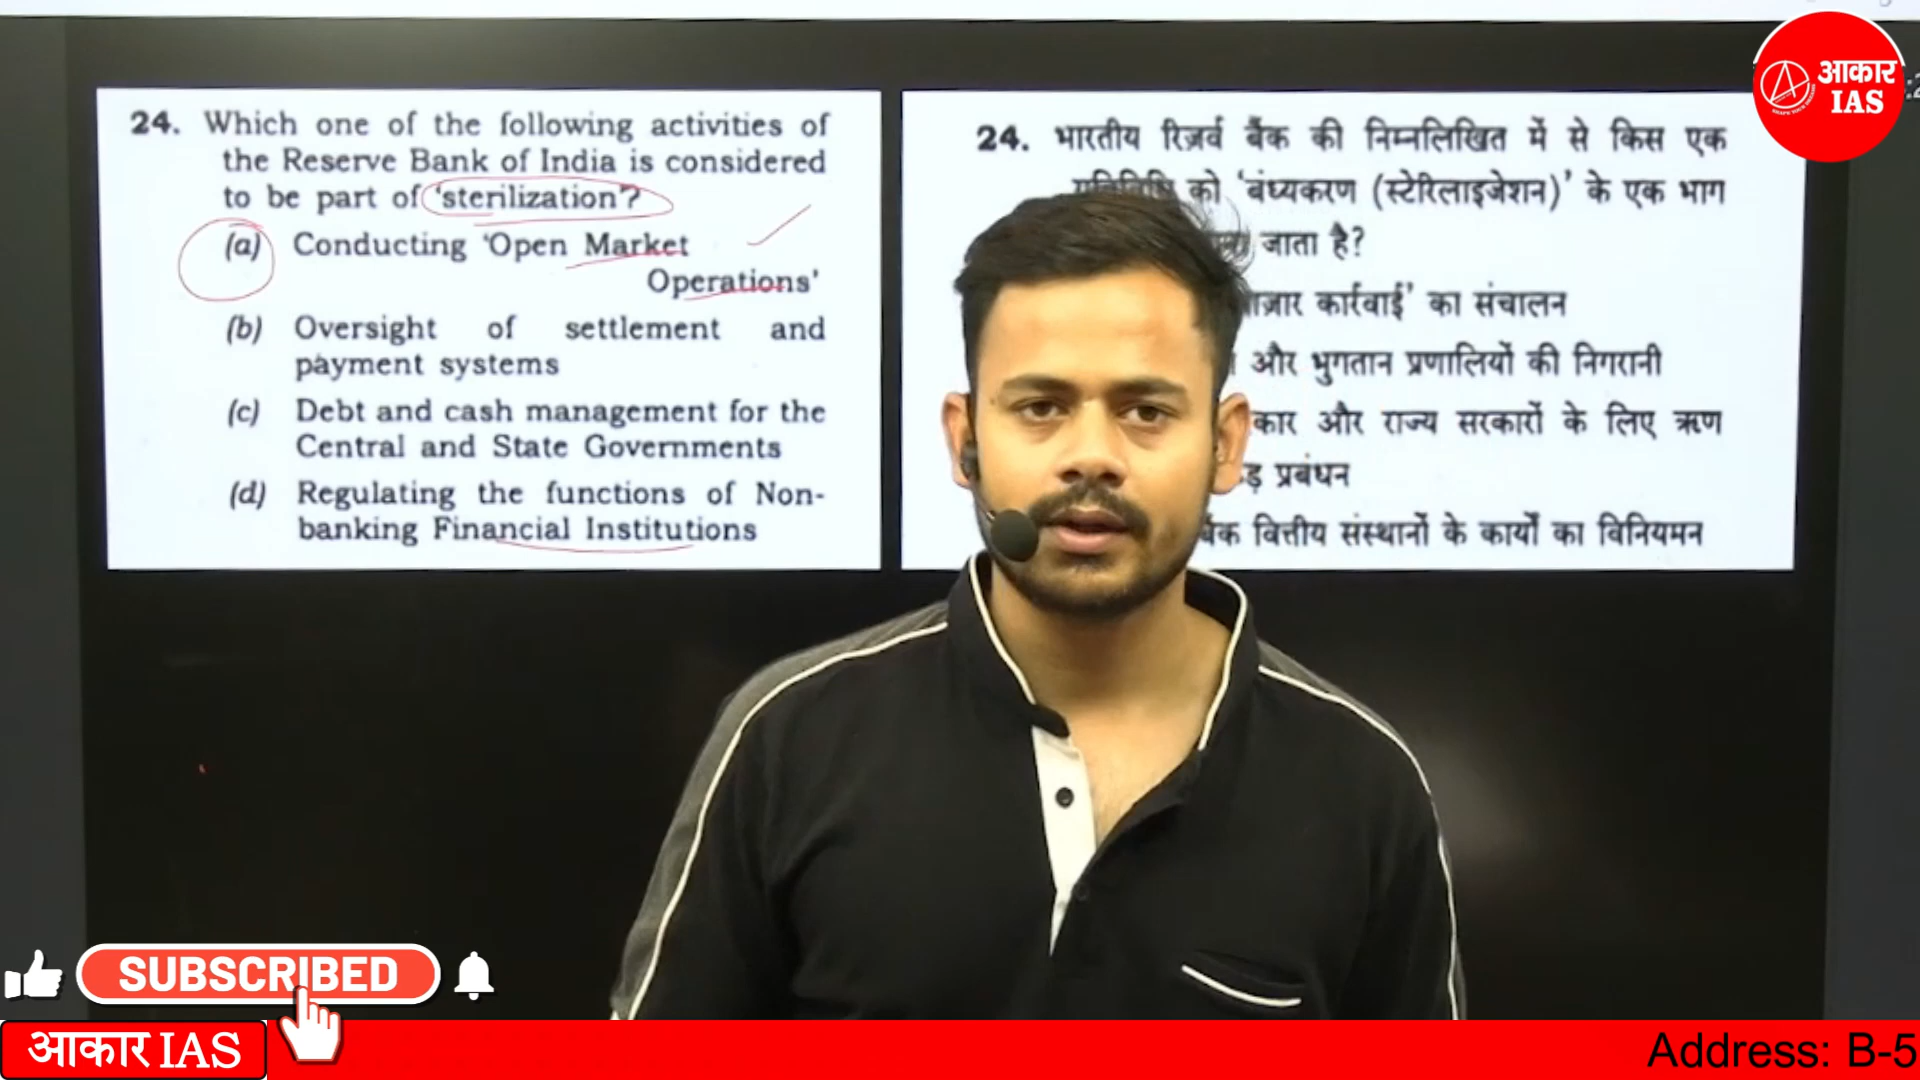 24. Which one of the following activities of
the Reserve Bank of India is considered
to be part of 'sterilization'?
(a) Conducting 'Open Market
Operations'
(b) Oversight of settlement and
payment systems
(c) Debt and cash management for the
Central and State Governments
(d) Regulating the functions of Non-
banking Financial Institutions
24. भारतीय रिज़र्व बैंक की निम्नलिखित में से किस एक
को 'बंध्यकरण (स्टेरिलाइजेशन)' के एक भाग
जाता है?
कार्रवाई' का संचालन
और भुगतान प्रणालियों की निगरानी
और राज्य सरकारों के लिए ऋण
प्रबंधन
वित्तीय संस्थानों के कार्यों का विनियमन
आकार
IAS
SUBSCRIBED
आकार IAS
Address: B-5